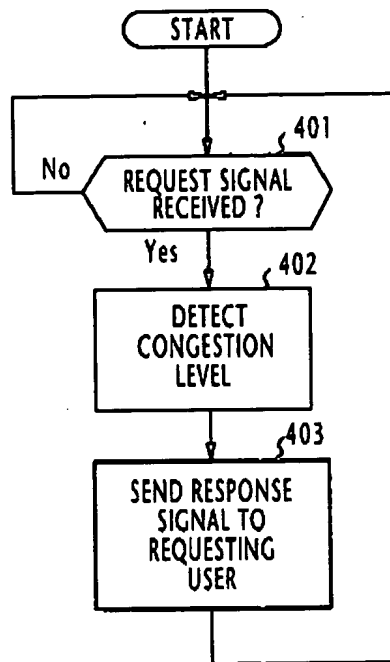 START
401
No
REQUEST SIGNAL
RECEIVED ?
Yes
402
DETECT
CONGESTION
LEVEL
403
SEND RESPONSE
SIGNAL TO
REQUESTING
USER